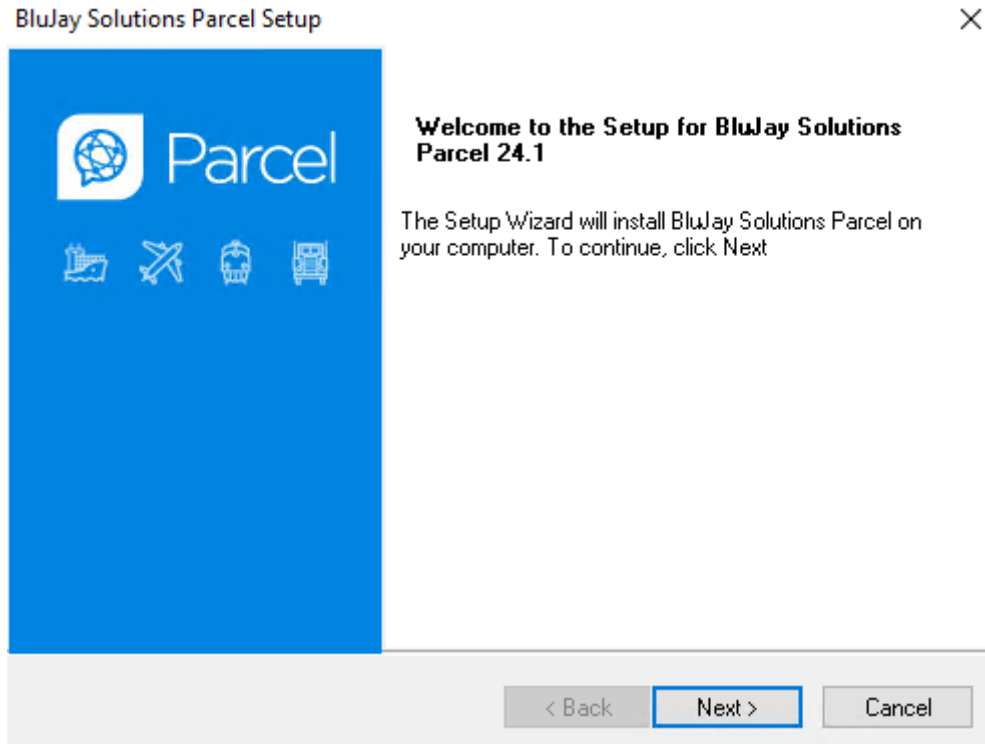 BluJay Solutions Parcel Setup
Parcel
Welcome to the Setup for BluJay Solutions
Parcel 24.1
The Setup Wizard will install BluJay Solutions Parcel on
your computer. To continue, click Next
< Back
Next >
Cancel